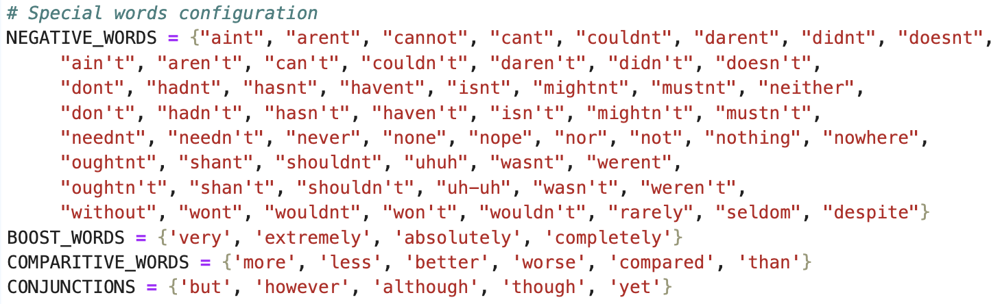 # Special words configuration
NEGATIVE_WORDS = {"aint", "arent", "cannot", "cant", "couldnt", "darent", "didnt", "doesnt",
"ain't", "aren't", "can't", "couldn't", "daren't", "didn't", "doesn't",
"dont", "hadnt", "hasnt", "havent", "isnt", "mightnt", "mustnt", "neither",
"don't", "hadn't", "hasn't", "haven't", "isn't", "mightn't", "mustn't",
"neednt", "needn't", "never", "none", "nope", "nor", "not", "nothing", "nowhere",
"oughtnt", "shant", "shouldnt", "uhuh", "wasnt", "werent",
"oughtn't", "shan't", "shouldn't", "uh-uh", "wasn't", "weren't",
"without", "wont", "wouldnt", "won't", "wouldn't", "rarely", "seldom", "despite"}
BOOST_WORDS = {'very', 'extremely', 'absolutely', 'completely'}
COMPARITIVE_WORDS = {'more', 'less', 'better', 'worse', 'compared', 'than'}
CONJUNCTIONS = {'but', 'however', 'although', 'though', 'yet'}